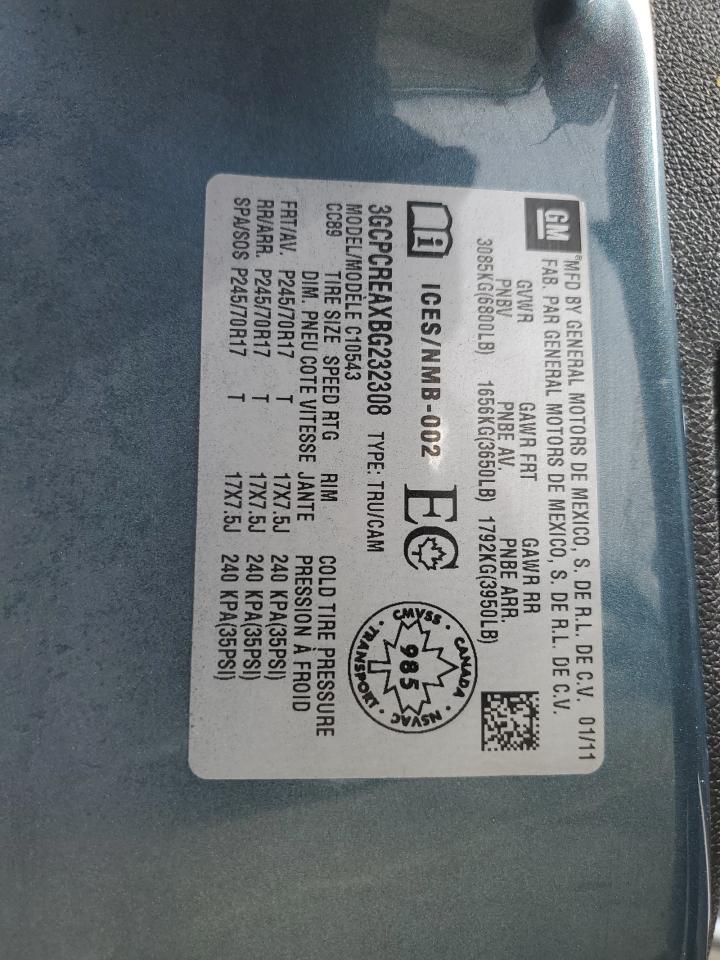 GM
®MFD BY GENERAL MOTORS DE MEXICO, S. DE R.L. DE C.V. 01/11
FAB. PAR GENERAL MOTORS DE MEXICO, S. DE R.L. DE C.V.
GVWR GAWR FRT GAWR RR
PNBV PNBE AV. PNBE ARR.
3085KG(6800LB) 1656KG(3650LB) 1792KG(3950LB)
i ICES/NMB-002 EC
CMVSS · CANADA · NSVAC · TRANSPORT ·
985
3GCPCREAXBG232308 TYPE: TRU/CAM
MODEL/MODELE C10543
CC89 TIRE SIZE SPEED RTG RIM COLD TIRE PRESSURE
DIM. PNEU COTE VITESSE JANTE PRESSION À FROID
FRT/AV. P245/70R17 T 17X7.5J 240 KPA(35PSI)
RR/ARR. P245/70R17 T 17X7.5J 240 KPA(35PSI)
SPA/SOS P245/70R17 T 17X7.5J 240 KPA(35PSI)